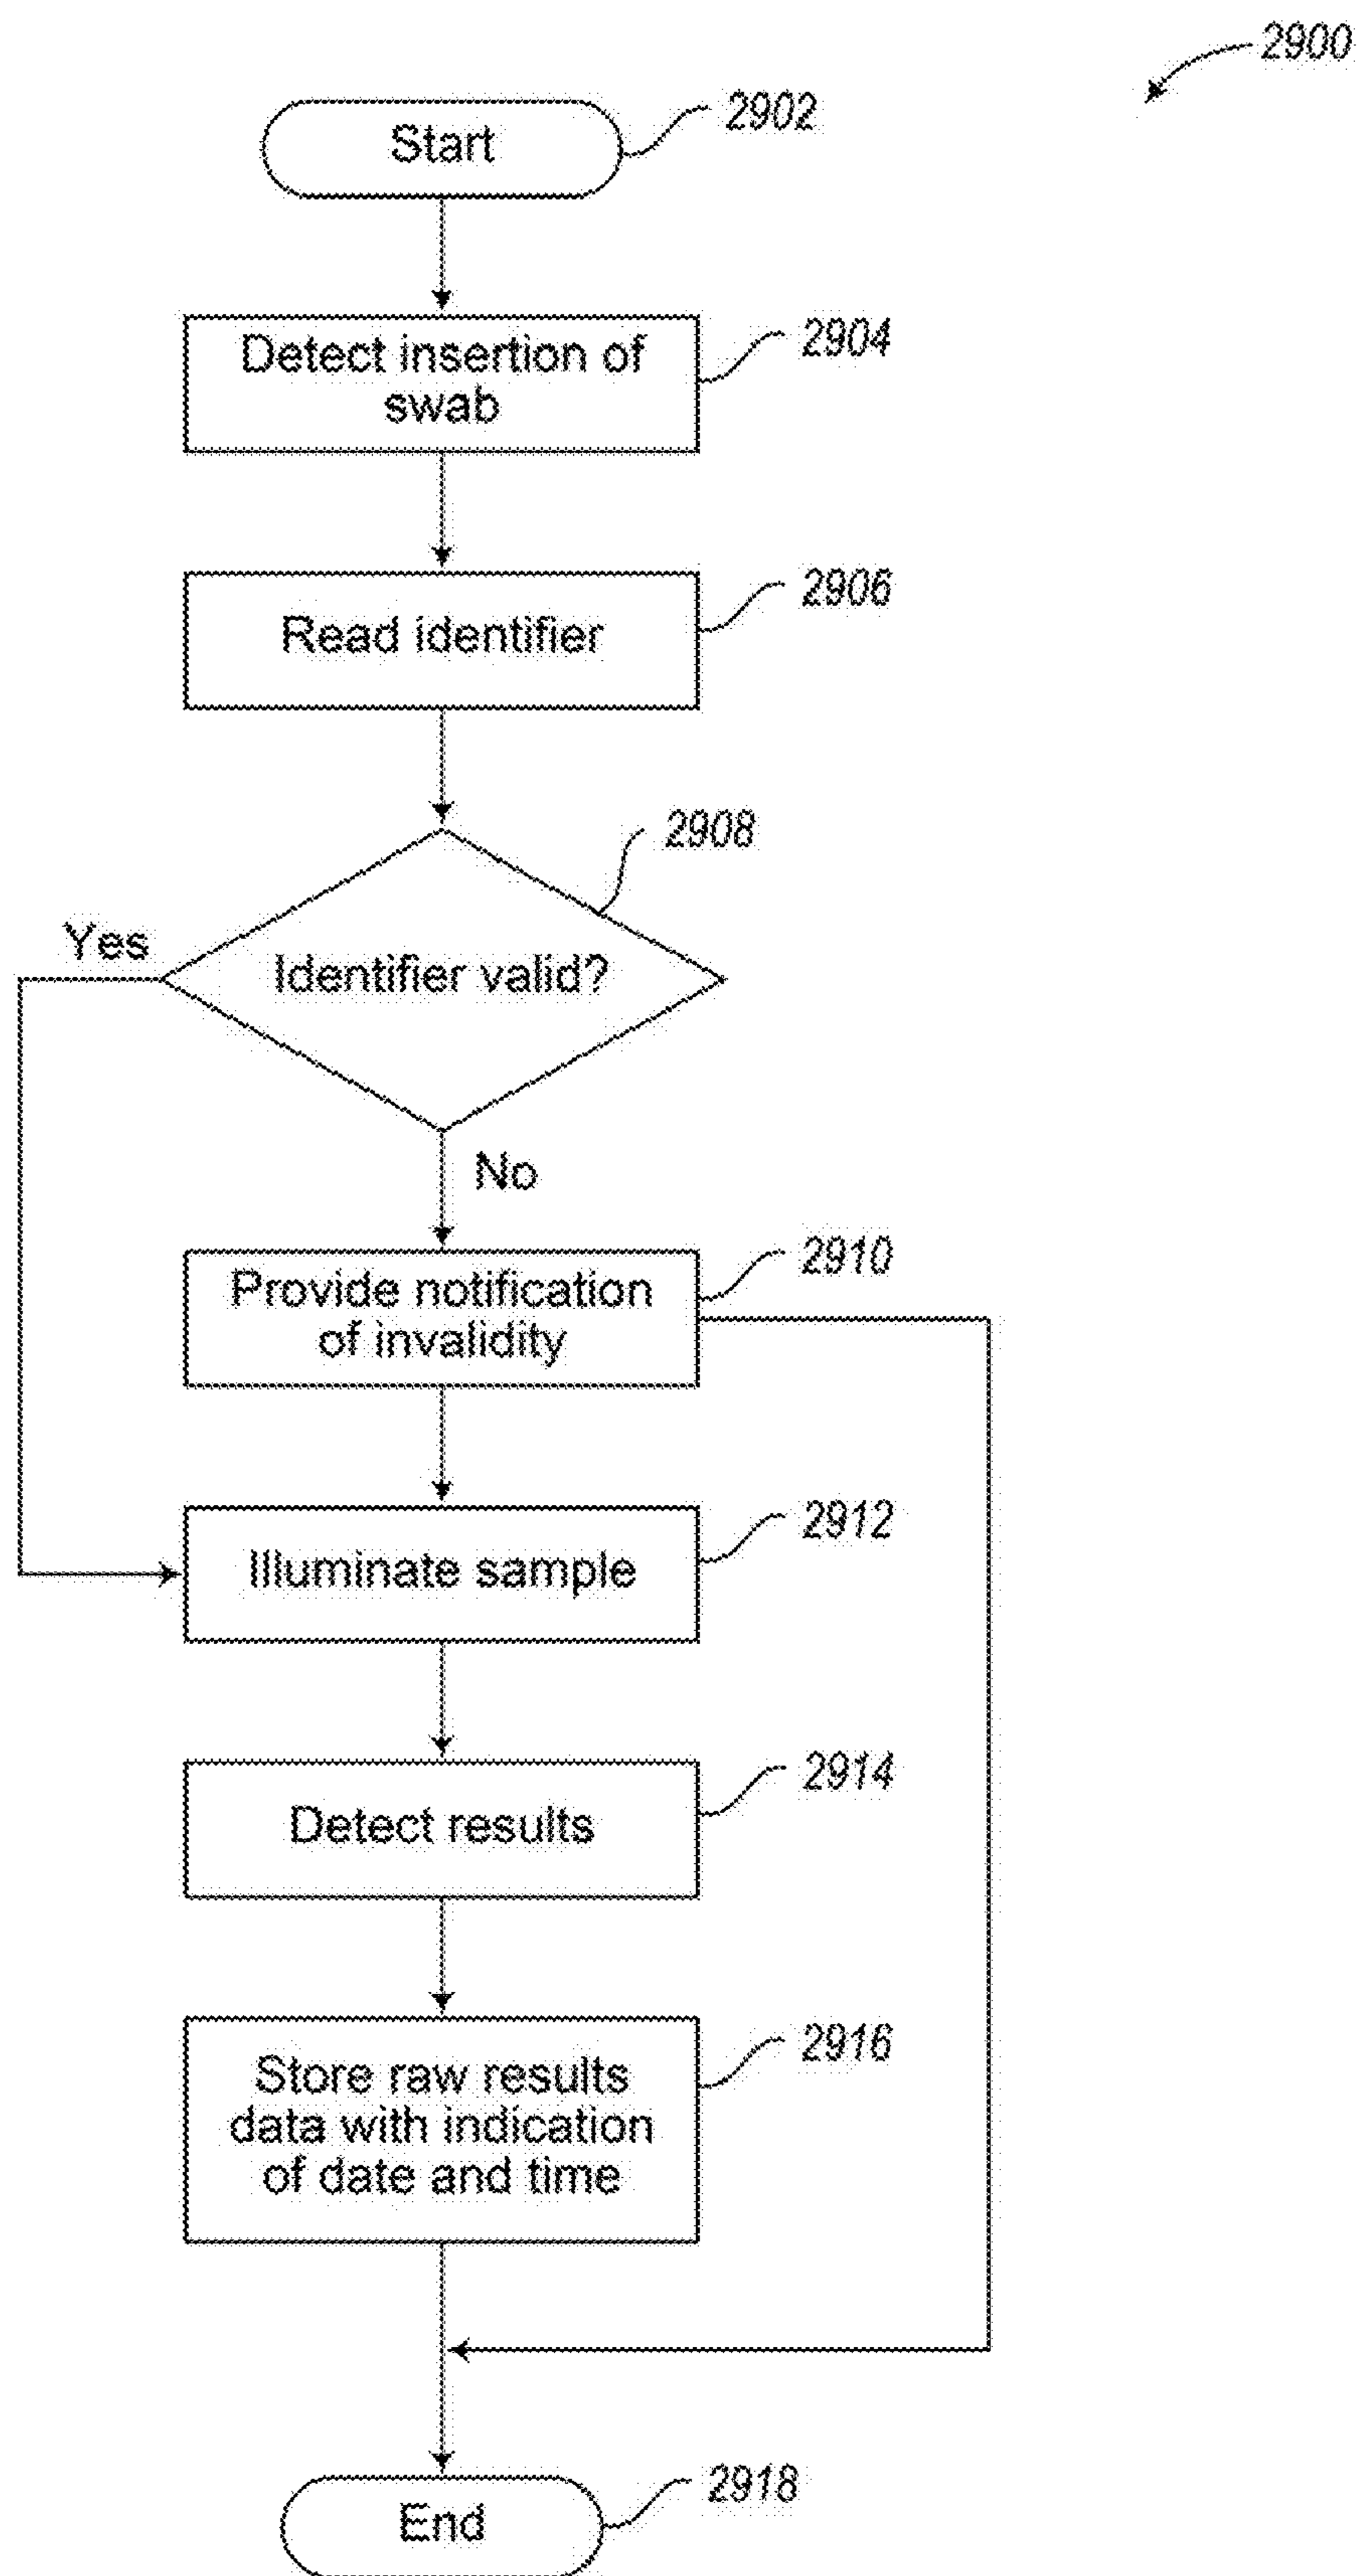 2900
Start
2902
Detect insertion of
swab
2904
Read identifier
2906
2908
Yes
Identifier valid?
No
Provide notification
of invalidity
2910
Illuminate sample
2912
Detect results
2914
Store raw results
data with indication
of date and time
2916
End
2918